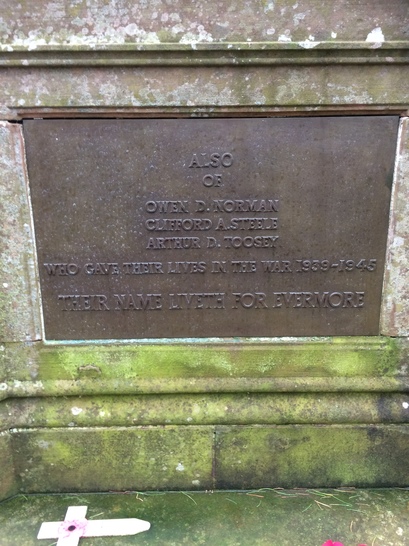 ALSO
OF
OWEN D. NORMAN
CLIFFORD A. STEELE
ARTHUR D. TOOSEY
WHO GAVE THEIR LIVES IN THE WAR 1939-1945
THEIR NAME LIVETH FOR EVERMORE